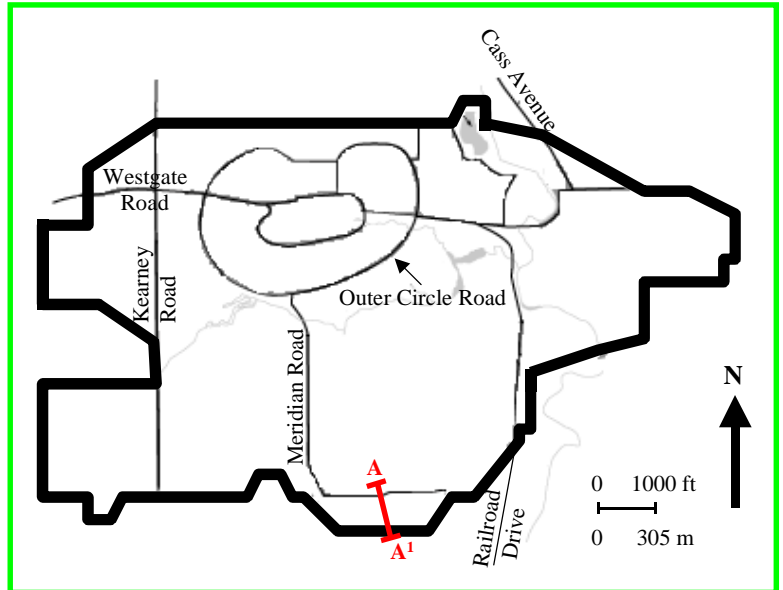 Cass Avenue
Westgate
Road
Kearney
Road
Outer Circle Road
Meridian Road
N
A
A¹
0 1000 ft
0 305 m
Railroad
Drive